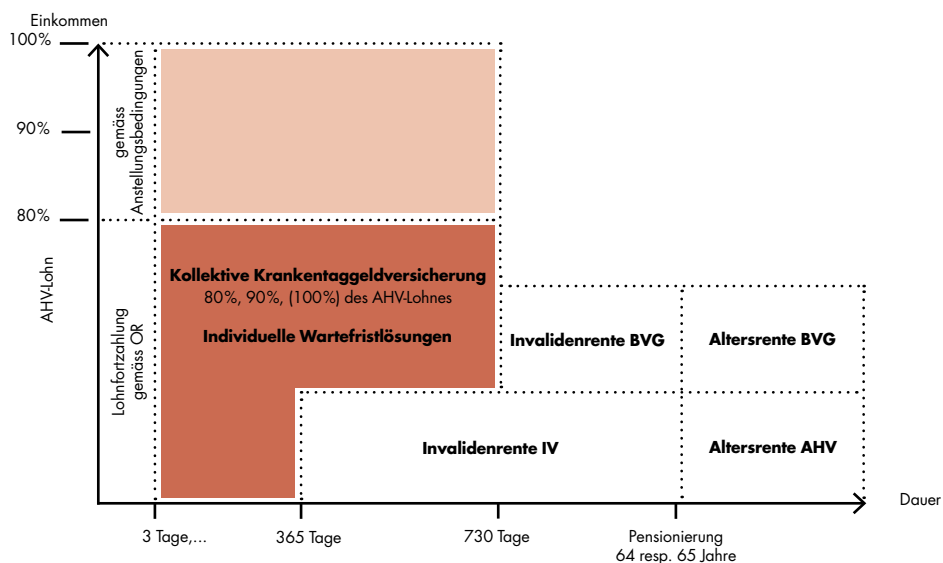 Einkommen
100%
90%
80%
AHV-Lohn
gemäss
Anstellungsbedingungen
Lohnfortzahlung
gemäss OR
Kollektive Krankentaggeldversicherung
80%, 90%, (100%) des AHV-Lohnes
Individuelle Wartefristlösungen
Invalidenrente BVG
Altersrente BVG
Invalidenrente IV
Altersrente AHV
Dauer
3 Tage,...
365 Tage
730 Tage
Pensionierung
64 resp. 65 Jahre